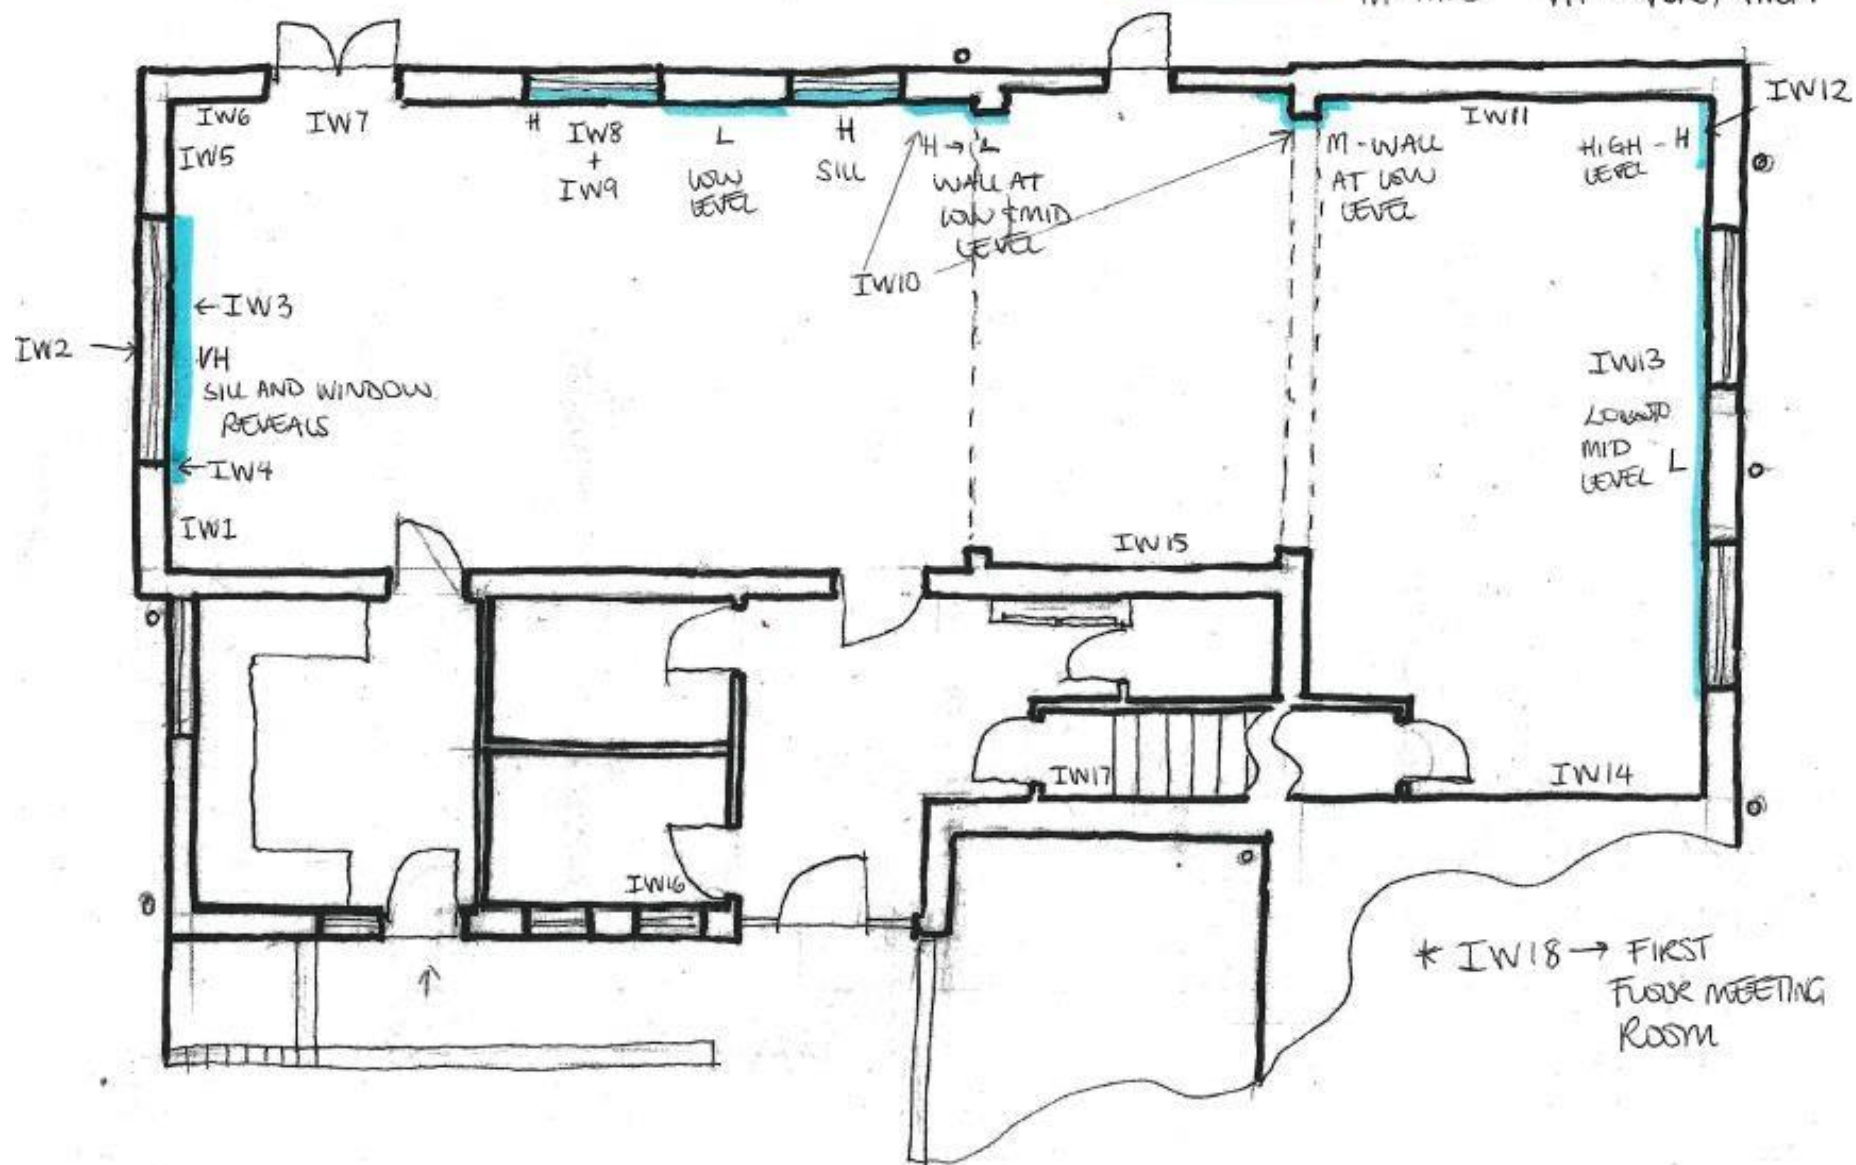 IW12
IW6
IW7
H
IW8
+
IW9
L
LOW
LEVEL
H
SILL
H → L
WALL AT
LOW & MID
LEVEL
M - WALL
AT LOW
LEVEL
IW11
HIGH - H
LEVEL
IW5
IW10
← IW3
IW2 →
VH
SILL AND WINDOW
REVEALS
← IW4
IW1
IW13
LOW TO
MID
LEVEL L
IW15
IW17
IW14
IW16
* IW18 → FIRST
FLOOR MEETING
ROOM